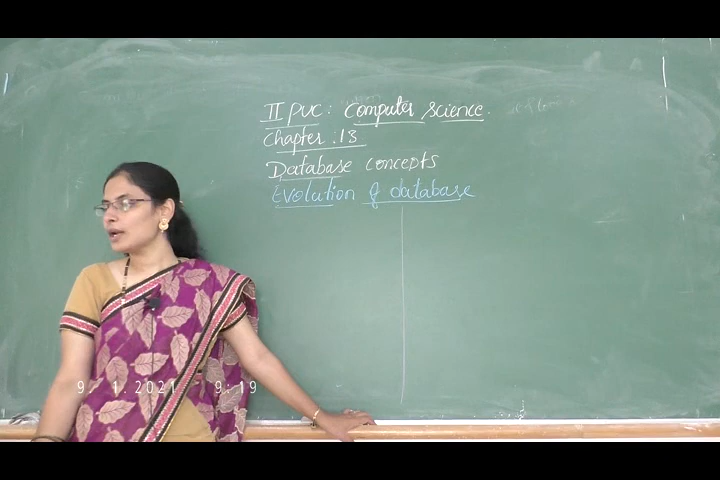 II PUC: Computer Science.
Chapter : 13
Database concepts
Evolution of database
9 1.2021 9:19